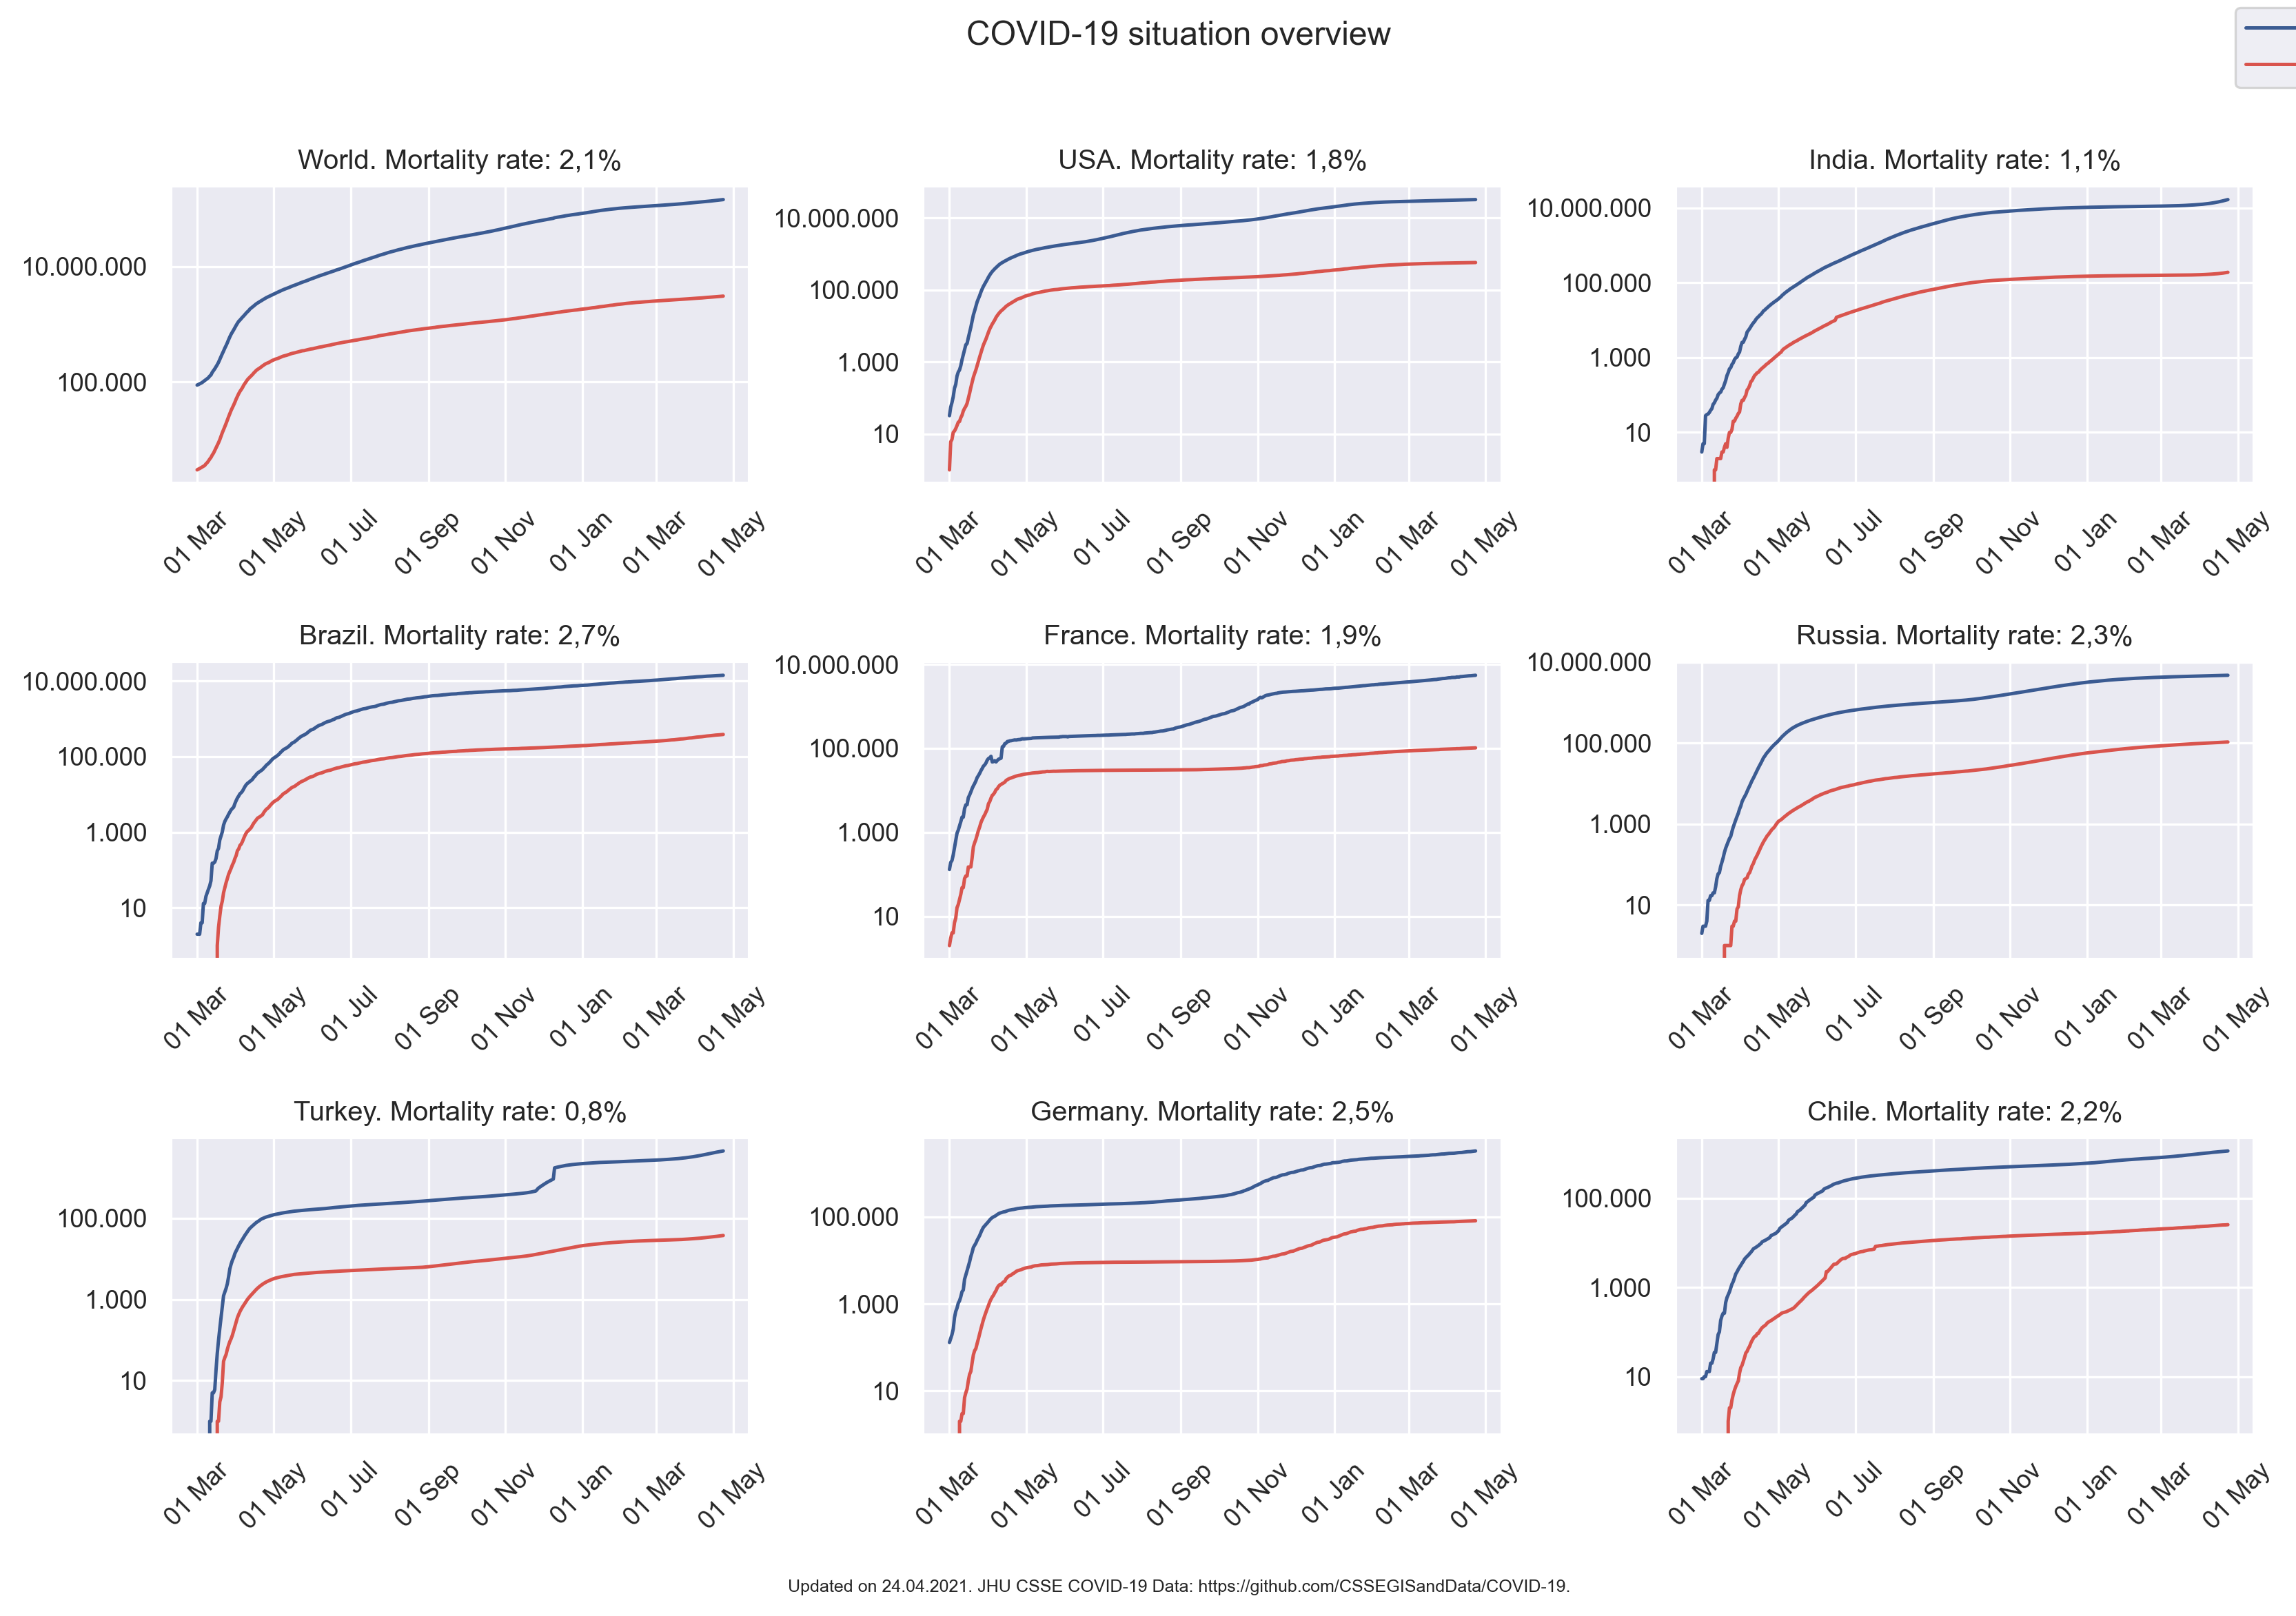 COVID-19 situation overview
World. Mortality rate: 2,1%
10.000.000
100.000
01 Mar
01 May
01 Jul
01 Sep
01 Nov
01 Jan
01 Mar
01 May
USA. Mortality rate: 1,8%
10.000.000
100.000
1.000
10
01 Mar
01 May
01 Jul
01 Sep
01 Nov
01 Jan
01 Mar
01 May
India. Mortality rate: 1,1%
10.000.000
100.000
1.000
10
01 Mar
01 May
01 Jul
01 Sep
01 Nov
01 Jan
01 Mar
01 May
Brazil. Mortality rate: 2,7%
10.000.000
100.000
1.000
10
01 Mar
01 May
01 Jul
01 Sep
01 Nov
01 Jan
01 Mar
01 May
France. Mortality rate: 1,9%
10.000.000
100.000
1.000
10
01 Mar
01 May
01 Jul
01 Sep
01 Nov
01 Jan
01 Mar
01 May
Russia. Mortality rate: 2,3%
10.000.000
100.000
1.000
10
01 Mar
01 May
01 Jul
01 Sep
01 Nov
01 Jan
01 Mar
01 May
Turkey. Mortality rate: 0,8%
100.000
1.000
10
01 Mar
01 May
01 Jul
01 Sep
01 Nov
01 Jan
01 Mar
01 May
Germany. Mortality rate: 2,5%
100.000
1.000
10
01 Mar
01 May
01 Jul
01 Sep
01 Nov
01 Jan
01 Mar
01 May
Chile. Mortality rate: 2,2%
100.000
1.000
10
01 Mar
01 May
01 Jul
01 Sep
01 Nov
01 Jan
01 Mar
01 May
Updated on 24.04.2021. JHU CSSE COVID-19 Data: https://github.com/CSSEGISandData/COVID-19.